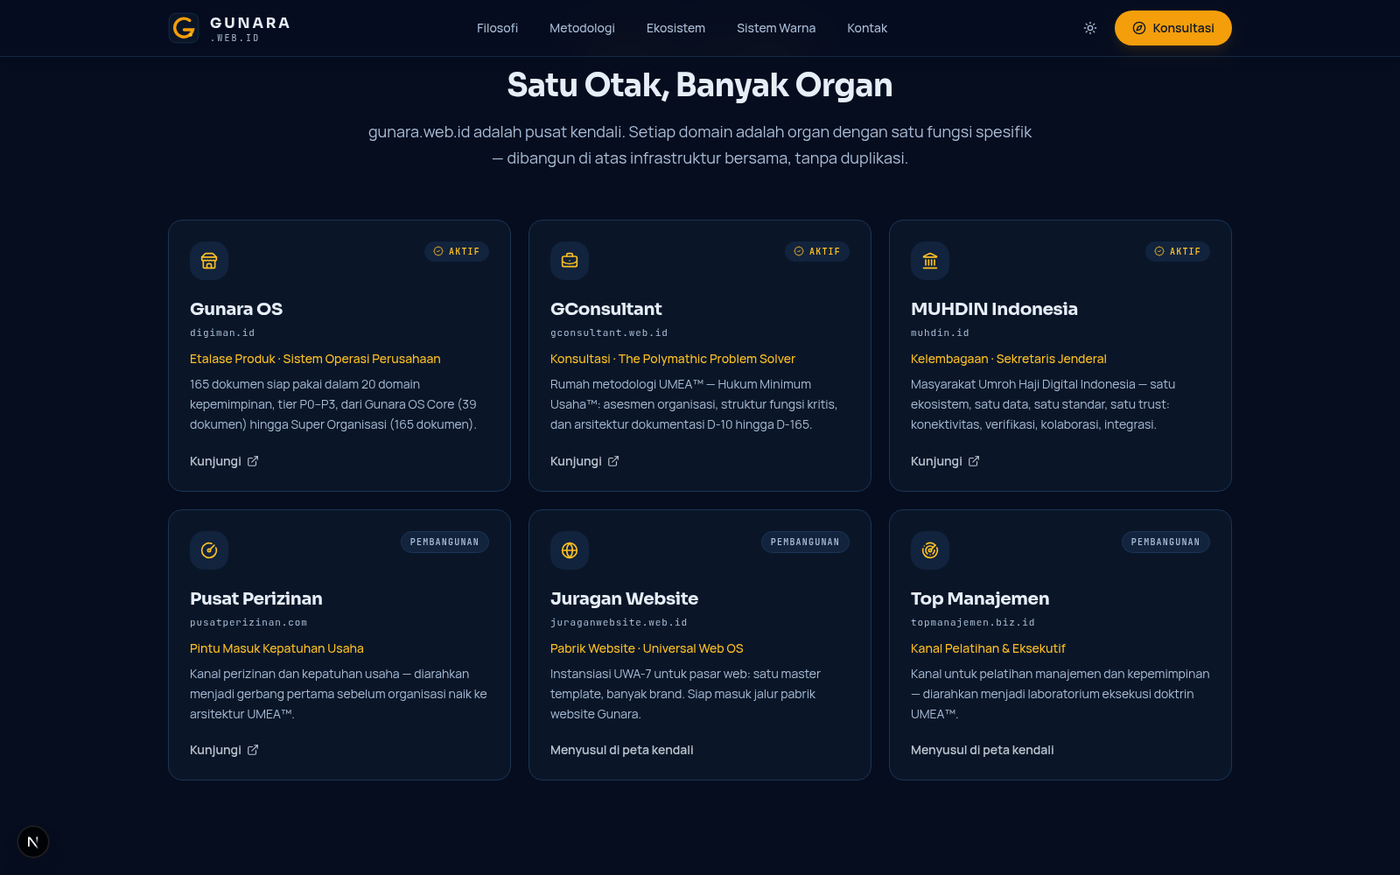 GUNARA
.WEB.ID
Filosofi
Metodologi
Ekosistem
Sistem Warna
Kontak
Konsultasi
Satu Otak, Banyak Organ
gunara.web.id adalah pusat kendali. Setiap domain adalah organ dengan satu fungsi spesifik
— dibangun di atas infrastruktur bersama, tanpa duplikasi.
AKTIF
Gunara OS
digiman.id
Etalase Produk · Sistem Operasi Perusahaan
165 dokumen siap pakai dalam 20 domain
kepemimpinan, tier P0–P3, dari Gunara OS Core (39
dokumen) hingga Super Organisasi (165 dokumen).
Kunjungi
AKTIF
GConsultant
gconsultant.web.id
Konsultasi · The Polymathic Problem Solver
Rumah metodologi UMEA™ — Hukum Minimum
Usaha™: asesmen organisasi, struktur fungsi kritis,
dan arsitektur dokumentasi D-10 hingga D-165.
Kunjungi
AKTIF
MUHDIN Indonesia
muhdin.id
Kelembagaan · Sekretaris Jenderal
Masyarakat Umroh Haji Digital Indonesia — satu
ekosistem, satu data, satu standar, satu trust:
konektivitas, verifikasi, kolaborasi, integrasi.
Kunjungi
PEMBANGUNAN
Pusat Perizinan
pusatperizinan.com
Pintu Masuk Kepatuhan Usaha
Kanal perizinan dan kepatuhan usaha — diarahkan
menjadi gerbang pertama sebelum organisasi naik ke
arsitektur UMEA™.
Kunjungi
PEMBANGUNAN
Juragan Website
juraganwebsite.web.id
Pabrik Website · Universal Web OS
Instansiasi UWA-7 untuk pasar web: satu master
template, banyak brand. Siap masuk jalur pabrik
website Gunara.
Menyusul di peta kendali
PEMBANGUNAN
Top Manajemen
topmanajemen.biz.id
Kanal Pelatihan & Eksekutif
Kanal untuk pelatihan manajemen dan kepemimpinan
— diarahkan menjadi laboratorium eksekusi doktrin
UMEA™.
Menyusul di peta kendali